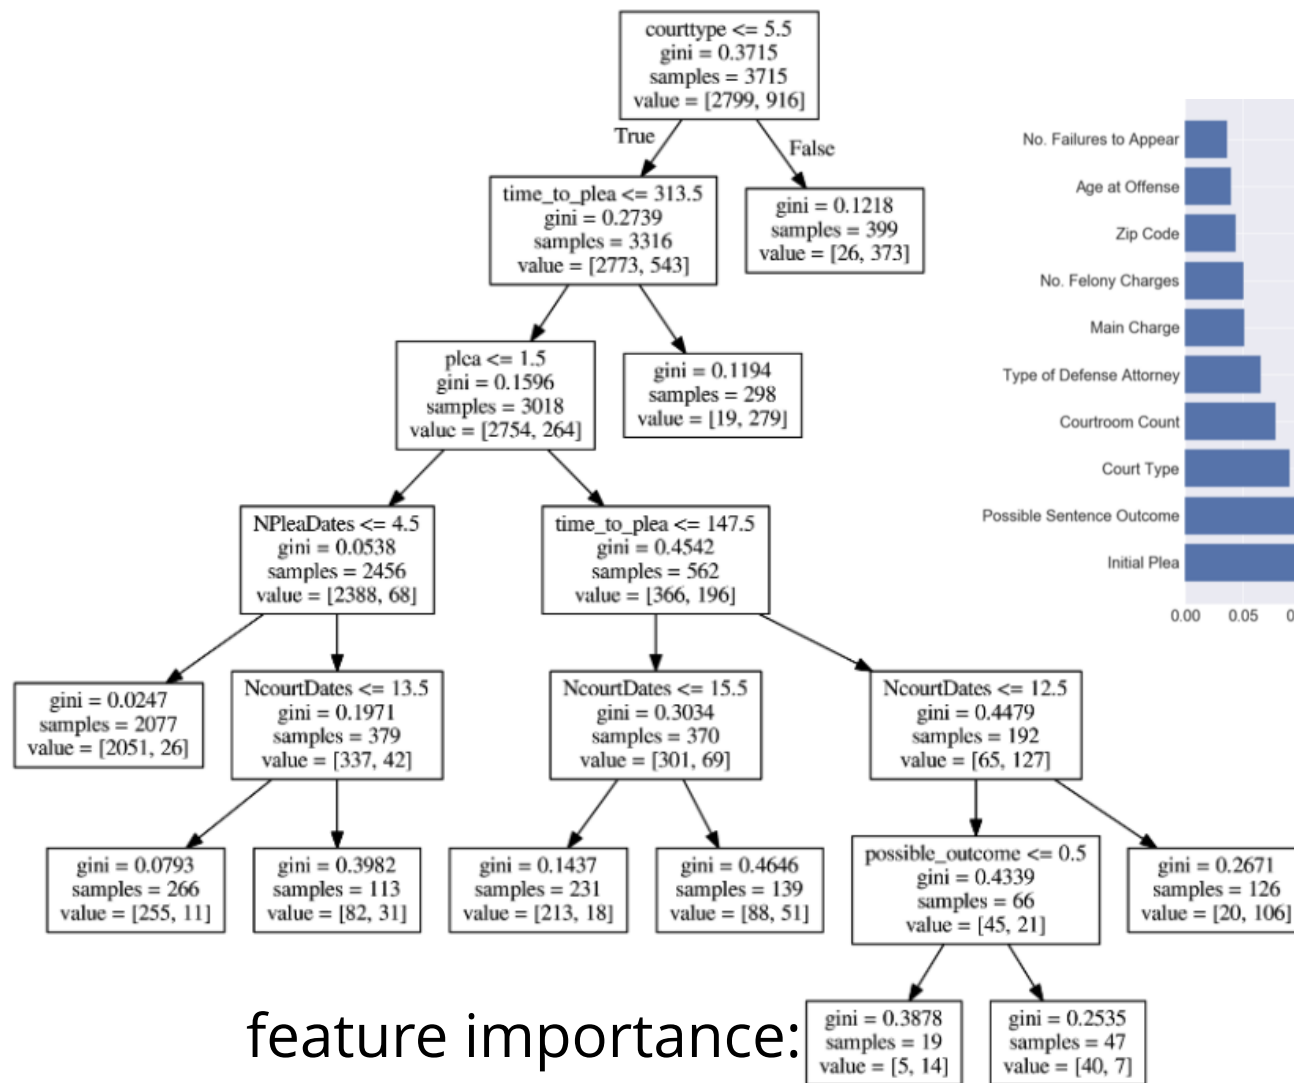 courttype <= 5.5
gini = 0.3715
samples = 3715
value = [2799, 916]
True
False
time_to_plea <= 313.5
gini = 0.2739
samples = 3316
value = [2773, 543]
gini = 0.1218
samples = 399
value = [26, 373]
plea <= 1.5
gini = 0.1596
samples = 3018
value = [2754, 264]
gini = 0.1194
samples = 298
value = [19, 279]
NPleaDates <= 4.5
gini = 0.0538
samples = 2456
value = [2388, 68]
time_to_plea <= 147.5
gini = 0.4542
samples = 562
value = [366, 196]
gini = 0.0247
samples = 2077
value = [2051, 26]
NcourtDates <= 13.5
gini = 0.1971
samples = 379
value = [337, 42]
NcourtDates <= 15.5
gini = 0.3034
samples = 370
value = [301, 69]
NcourtDates <= 12.5
gini = 0.4479
samples = 192
value = [65, 127]
gini = 0.0793
samples = 266
value = [255, 11]
gini = 0.3982
samples = 113
value = [82, 31]
gini = 0.1437
samples = 231
value = [213, 18]
gini = 0.4646
samples = 139
value = [88, 51]
possible_outcome <= 0.5
gini = 0.4339
samples = 66
value = [45, 21]
gini = 0.2671
samples = 126
value = [20, 106]
gini = 0.3878
samples = 19
value = [5, 14]
gini = 0.2535
samples = 47
value = [40, 7]
feature importance:
No. Failures to Appear
Age at Offense
Zip Code
No. Felony Charges
Main Charge
Type of Defense Attorney
Courtroom Count
Court Type
Possible Sentence Outcome
Initial Plea
0.00 0.05